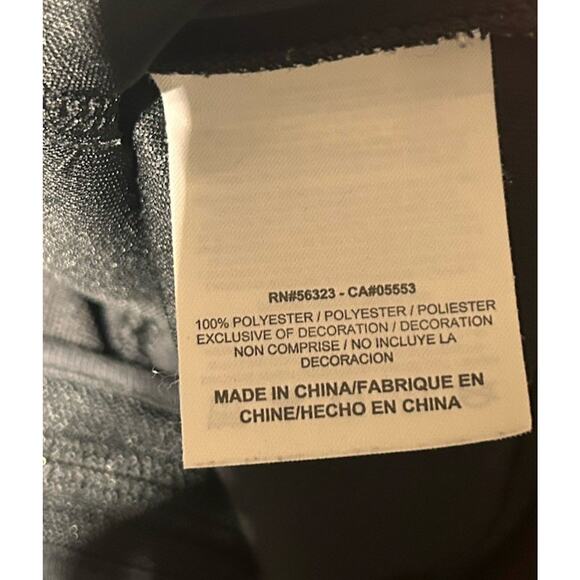 RN#56323 - CA#05553
100% POLYESTER / POLYESTER / POLIESTER
EXCLUSIVE OF DECORATION / DECORATION
NON COMPRISE / NO INCLUYE LA
DECORACION
MADE IN CHINA/FABRIQUE EN
CHINE/HECHO EN CHINA